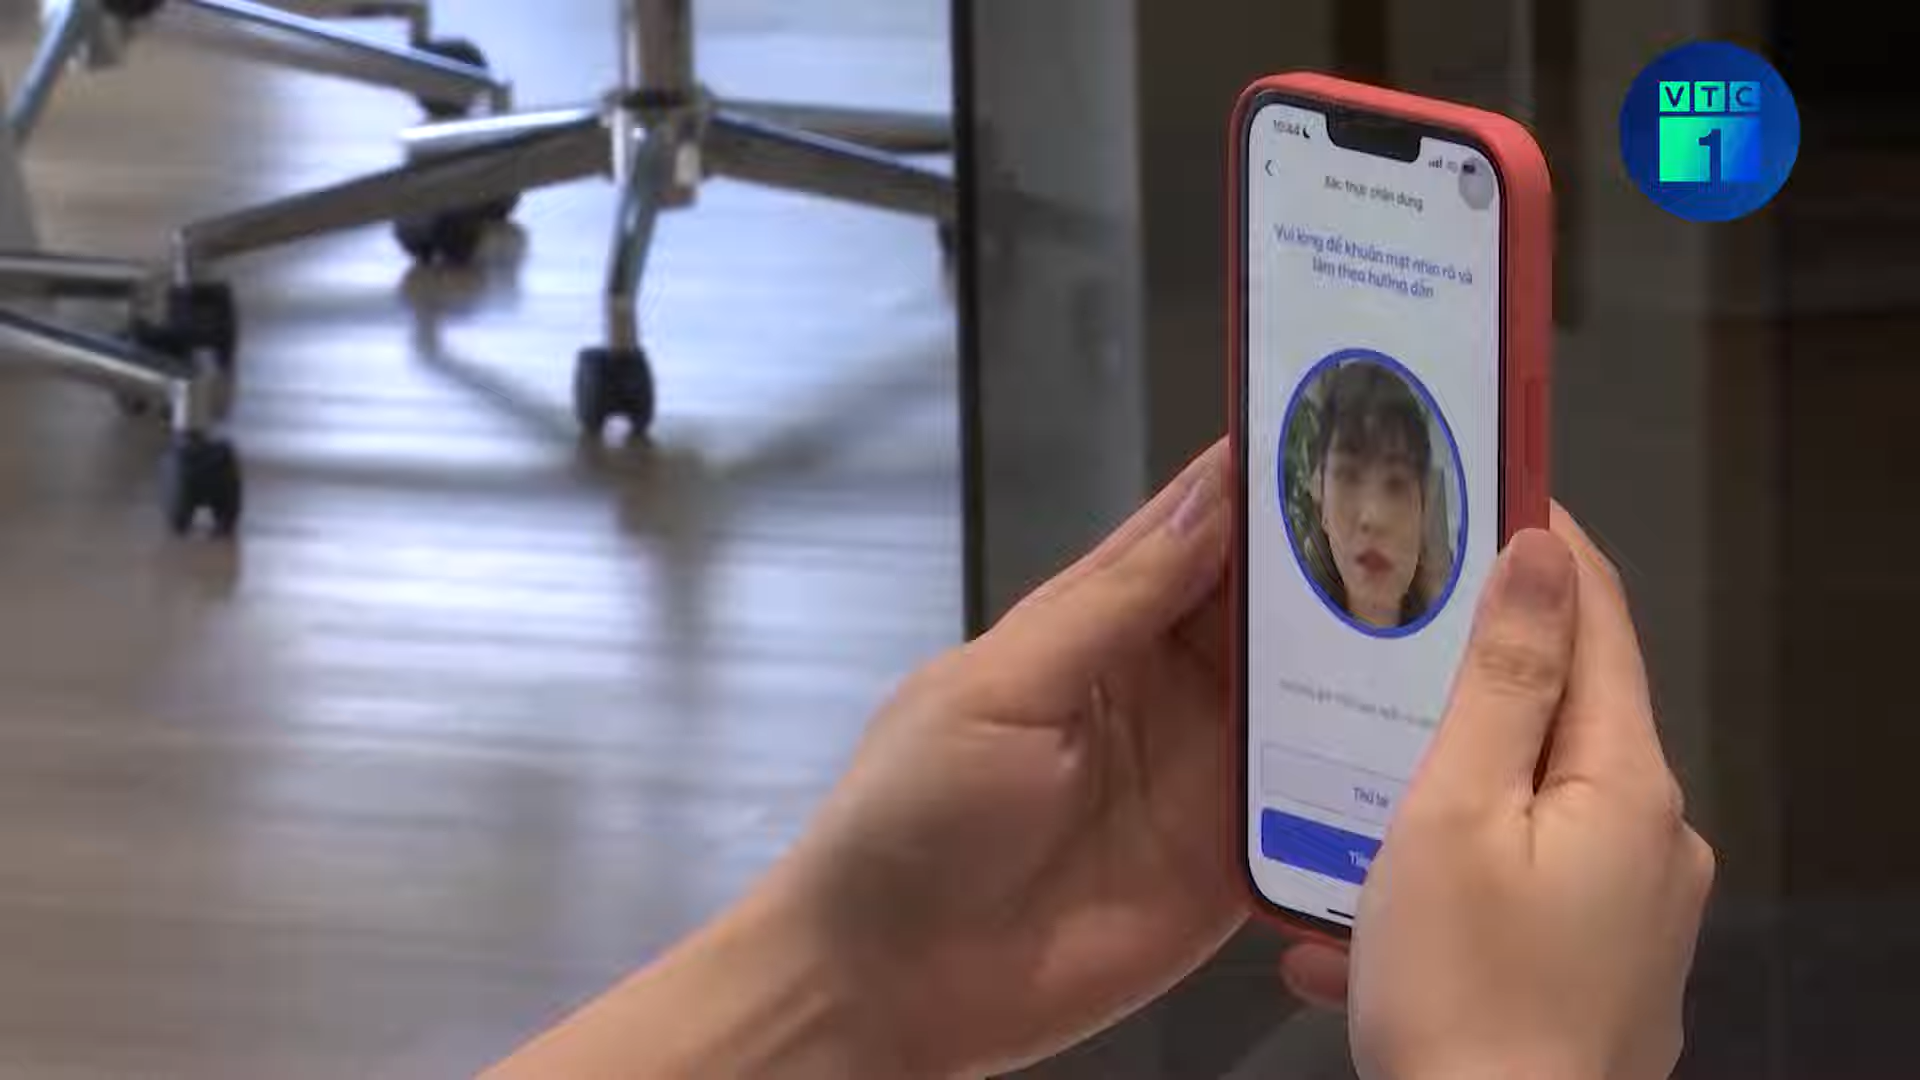 VTC
1
10:44
Xác thực chân dung
Vui lòng để khuôn mặt nhìn rõ và
làm theo hướng dẫn
Thử lại